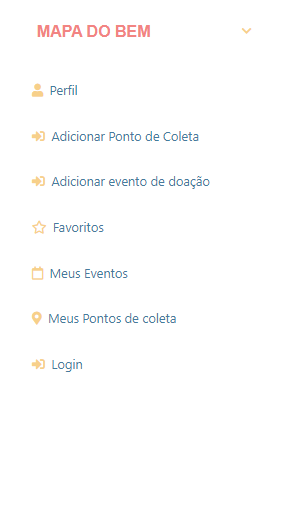 MAPA DO BEM
Perfil
Adicionar Ponto de Coleta
Adicionar evento de doação
Favoritos
Meus Eventos
Meus Pontos de coleta
Login